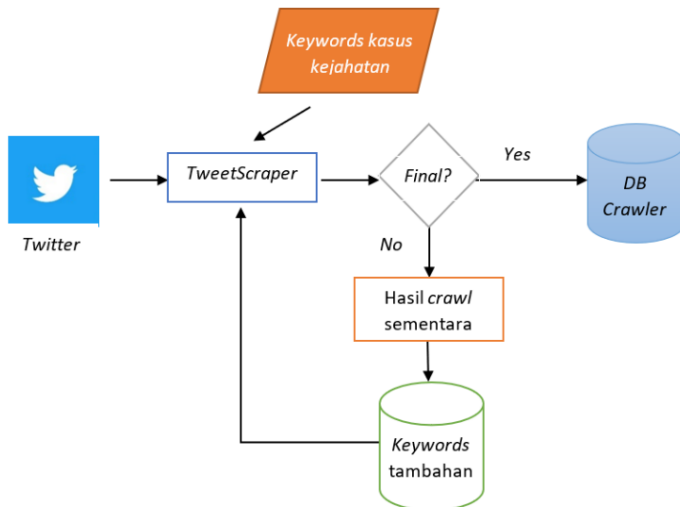 Keywords kasus
kejahatan
TweetScraper
Final?
Yes
DB
Crawler
Twitter
No
Hasil crawl
sementara
Keywords
tambahan